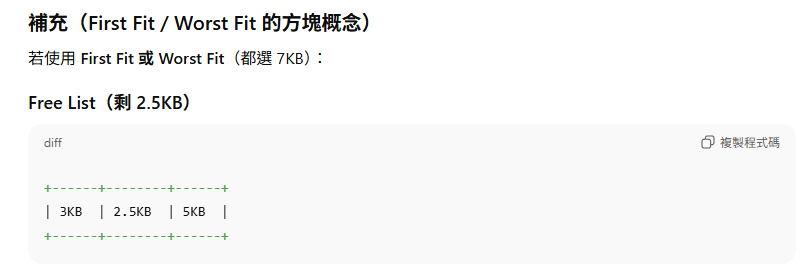 補充（First Fit / Worst Fit 的方塊概念）
若使用 First Fit 或 Worst Fit（都選 7KB）：
Free List（剩 2.5KB）
diff 複製程式碼
+------+--------+------+
| 3KB  | 2.5KB  | 5KB  |
+------+--------+------+